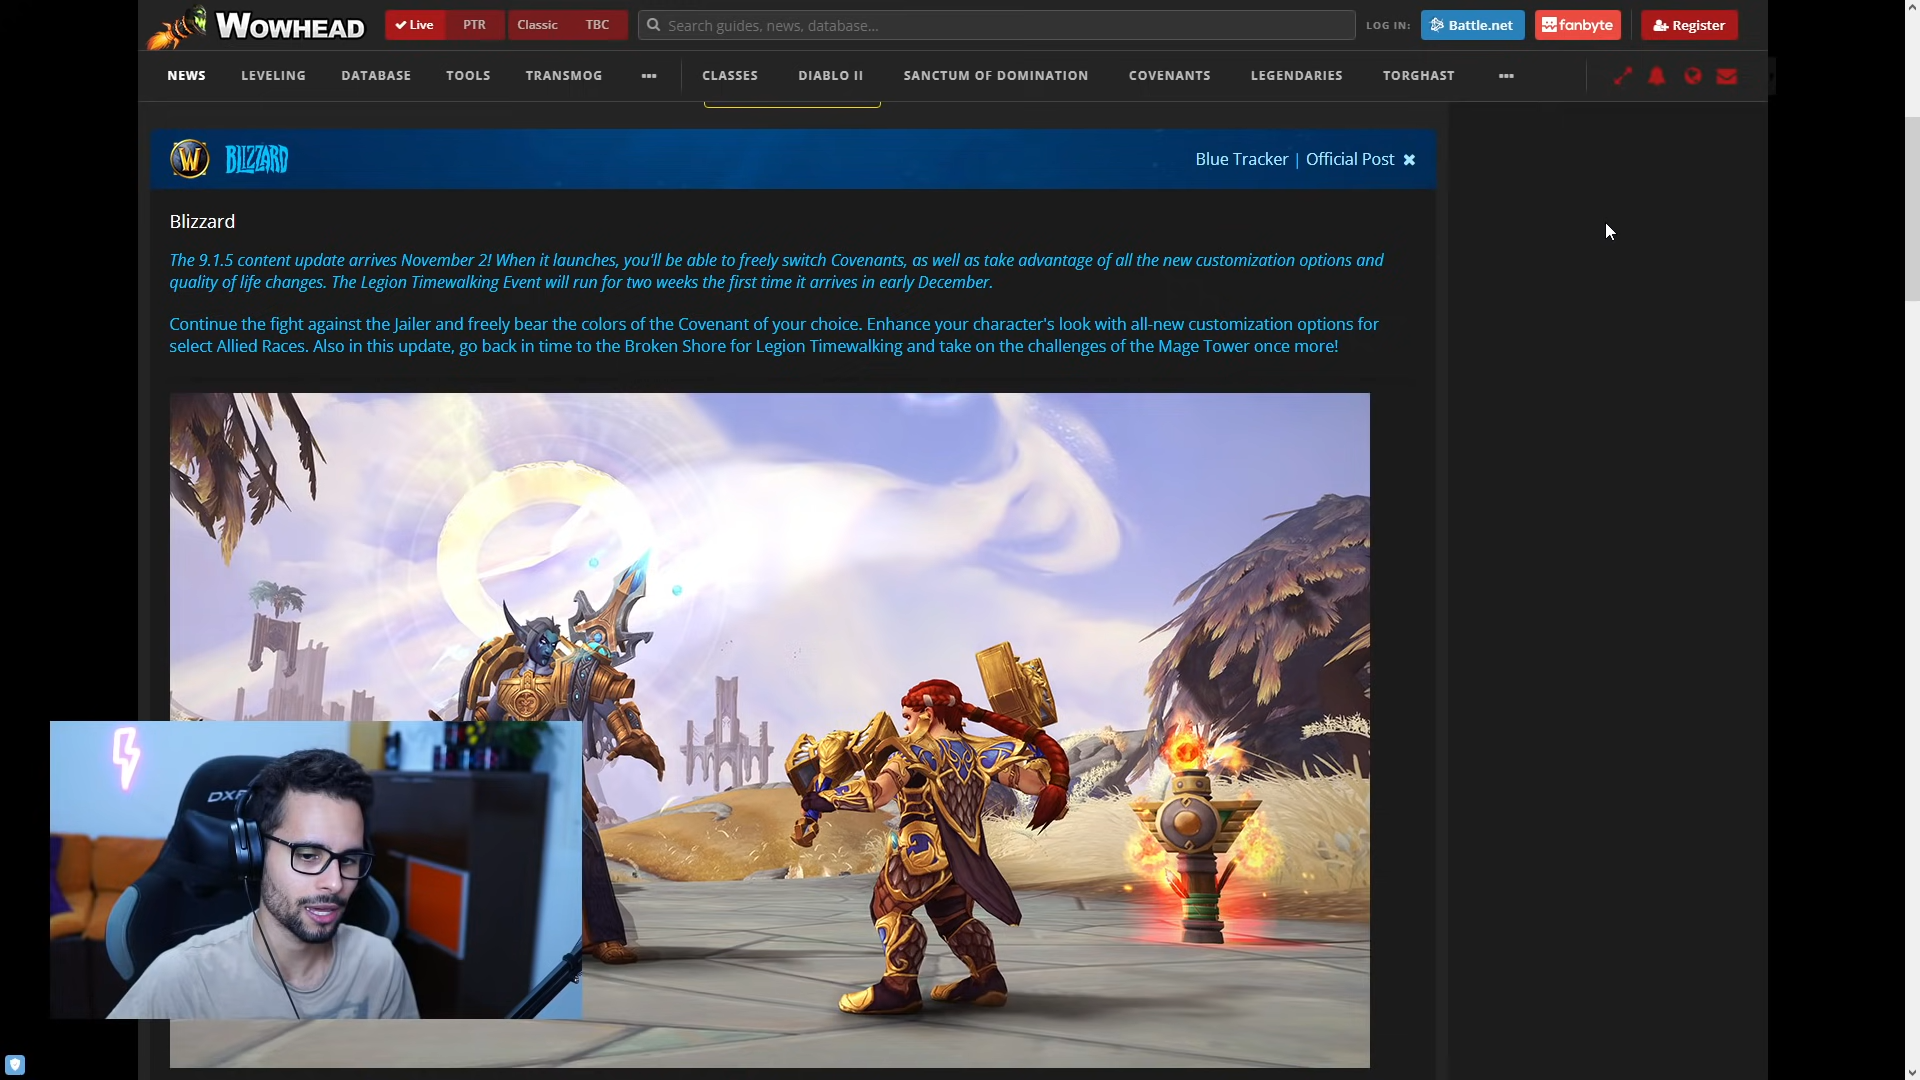 WOWHEAD
Live
PTR
Classic
TBC
Search guides, news, database...
LOG IN:
Battle.net
fanbyte
Register
NEWS
LEVELING
DATABASE
TOOLS
TRANSMOG
CLASSES
DIABLO II
SANCTUM OF DOMINATION
COVENANTS
LEGENDARIES
TORGHAST
W
BLIZZARD
Blue Tracker | Official Post
Blizzard
The 9.1.5 content update arrives November 2! When it launches, you'll be able to freely switch Covenants, as well as take advantage of all the new customization options and
quality of life changes. The Legion Timewalking Event will run for two weeks the first time it arrives in early December.
Continue the fight against the Jailer and freely bear the colors of the Covenant of your choice. Enhance your character's look with all-new customization options for
select Allied Races. Also in this update, go back in time to the Broken Shore for Legion Timewalking and take on the challenges of the Mage Tower once more!